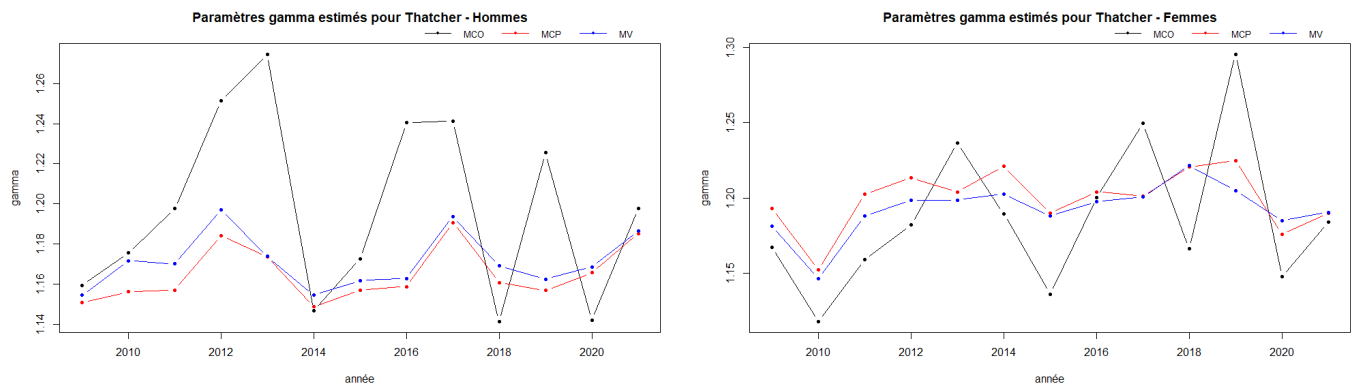 Paramètres gamma estimés pour Thatcher - Hommes
MCO MCP MV
gamma
1.26
1.24
1.22
1.20
1.18
1.16
1.14
2010 2012 2014 2016 2018 2020
année
Paramètres gamma estimés pour Thatcher - Femmes
MCO MCP MV
gamma
1.30
1.25
1.20
1.15
2010 2012 2014 2016 2018 2020
année